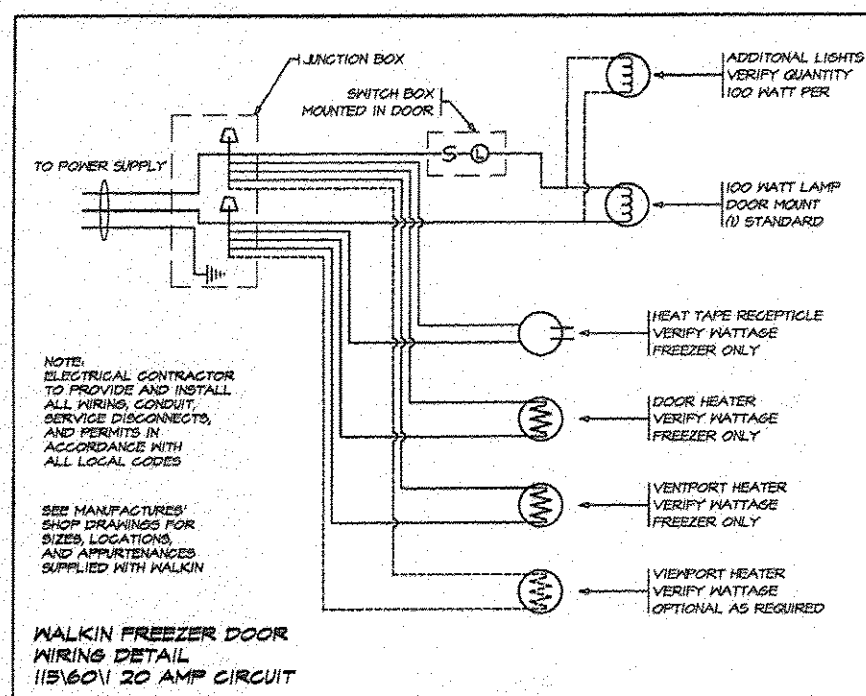 JUNCTION BOX
SWITCH BOX
MOUNTED IN DOOR
ADDITONAL LIGHTS
VERIFY QUANTITY
100 WATT PER
TO POWER SUPPLY
S
L
100 WATT LAMP
DOOR MOUNT
(1) STANDARD
HEAT TAPE RECEPTICLE
VERIFY WATTAGE
FREEZER ONLY
NOTE:
ELECTRICAL CONTRACTOR
TO PROVIDE AND INSTALL
ALL WIRING, CONDUIT,
SERVICE DISCONNECTS,
AND PERMITS IN
ACCORDANCE WITH
ALL LOCAL CODES
DOOR HEATER
VERIFY WATTAGE
FREEZER ONLY
VENTPORT HEATER
VERIFY WATTAGE
FREEZER ONLY
SEE MANUFACTURES'
SHOP DRAWINGS FOR
SIZES, LOCATIONS,
AND APPURTENANCES
SUPPLIED WITH WALKIN
VIEWPORT HEATER
VERIFY WATTAGE
OPTIONAL AS REQUIRED
WALKIN FREEZER DOOR
WIRING DETAIL
115\60\1 20 AMP CIRCUIT